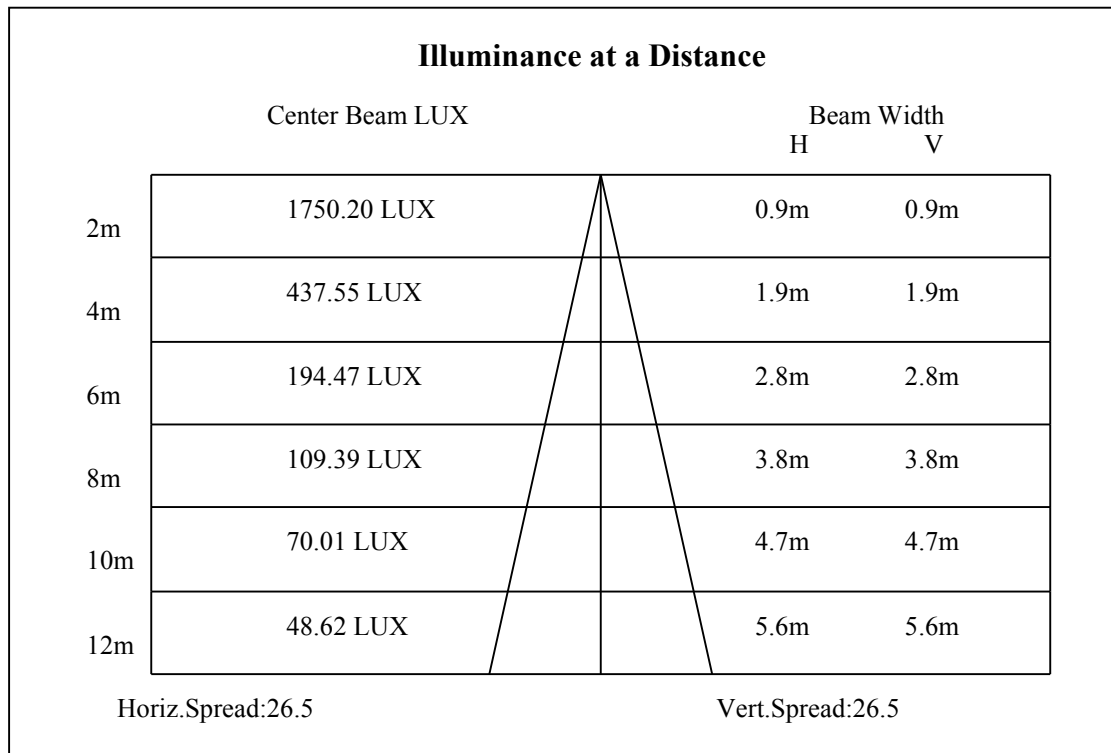 Illuminance at a Distance
Center Beam LUX Beam Width
H V
2m 1750.20 LUX 0.9m 0.9m
4m 437.55 LUX 1.9m 1.9m
6m 194.47 LUX 2.8m 2.8m
8m 109.39 LUX 3.8m 3.8m
10m 70.01 LUX 4.7m 4.7m
12m 48.62 LUX 5.6m 5.6m
Horiz.Spread:26.5 Vert.Spread:26.5